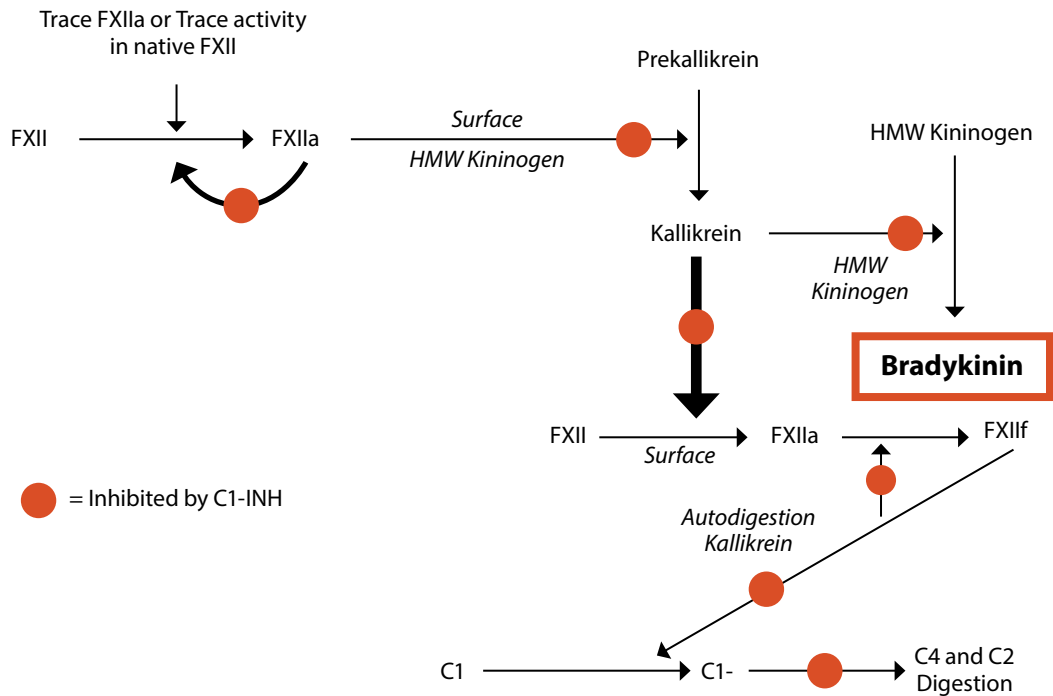 Trace FXIIa or Trace activity
in native FXII
Prekallikrein
FXII
FXIIa
Surface
HMW Kininogen
HMW Kininogen
Kallikrein
HMW
Kininogen
Bradykinin
FXII
Surface
FXIIa
FXIIf
= Inhibited by C1-INH
Autodigestion
Kallikrein
C1
C1-
C4 and C2
Digestion